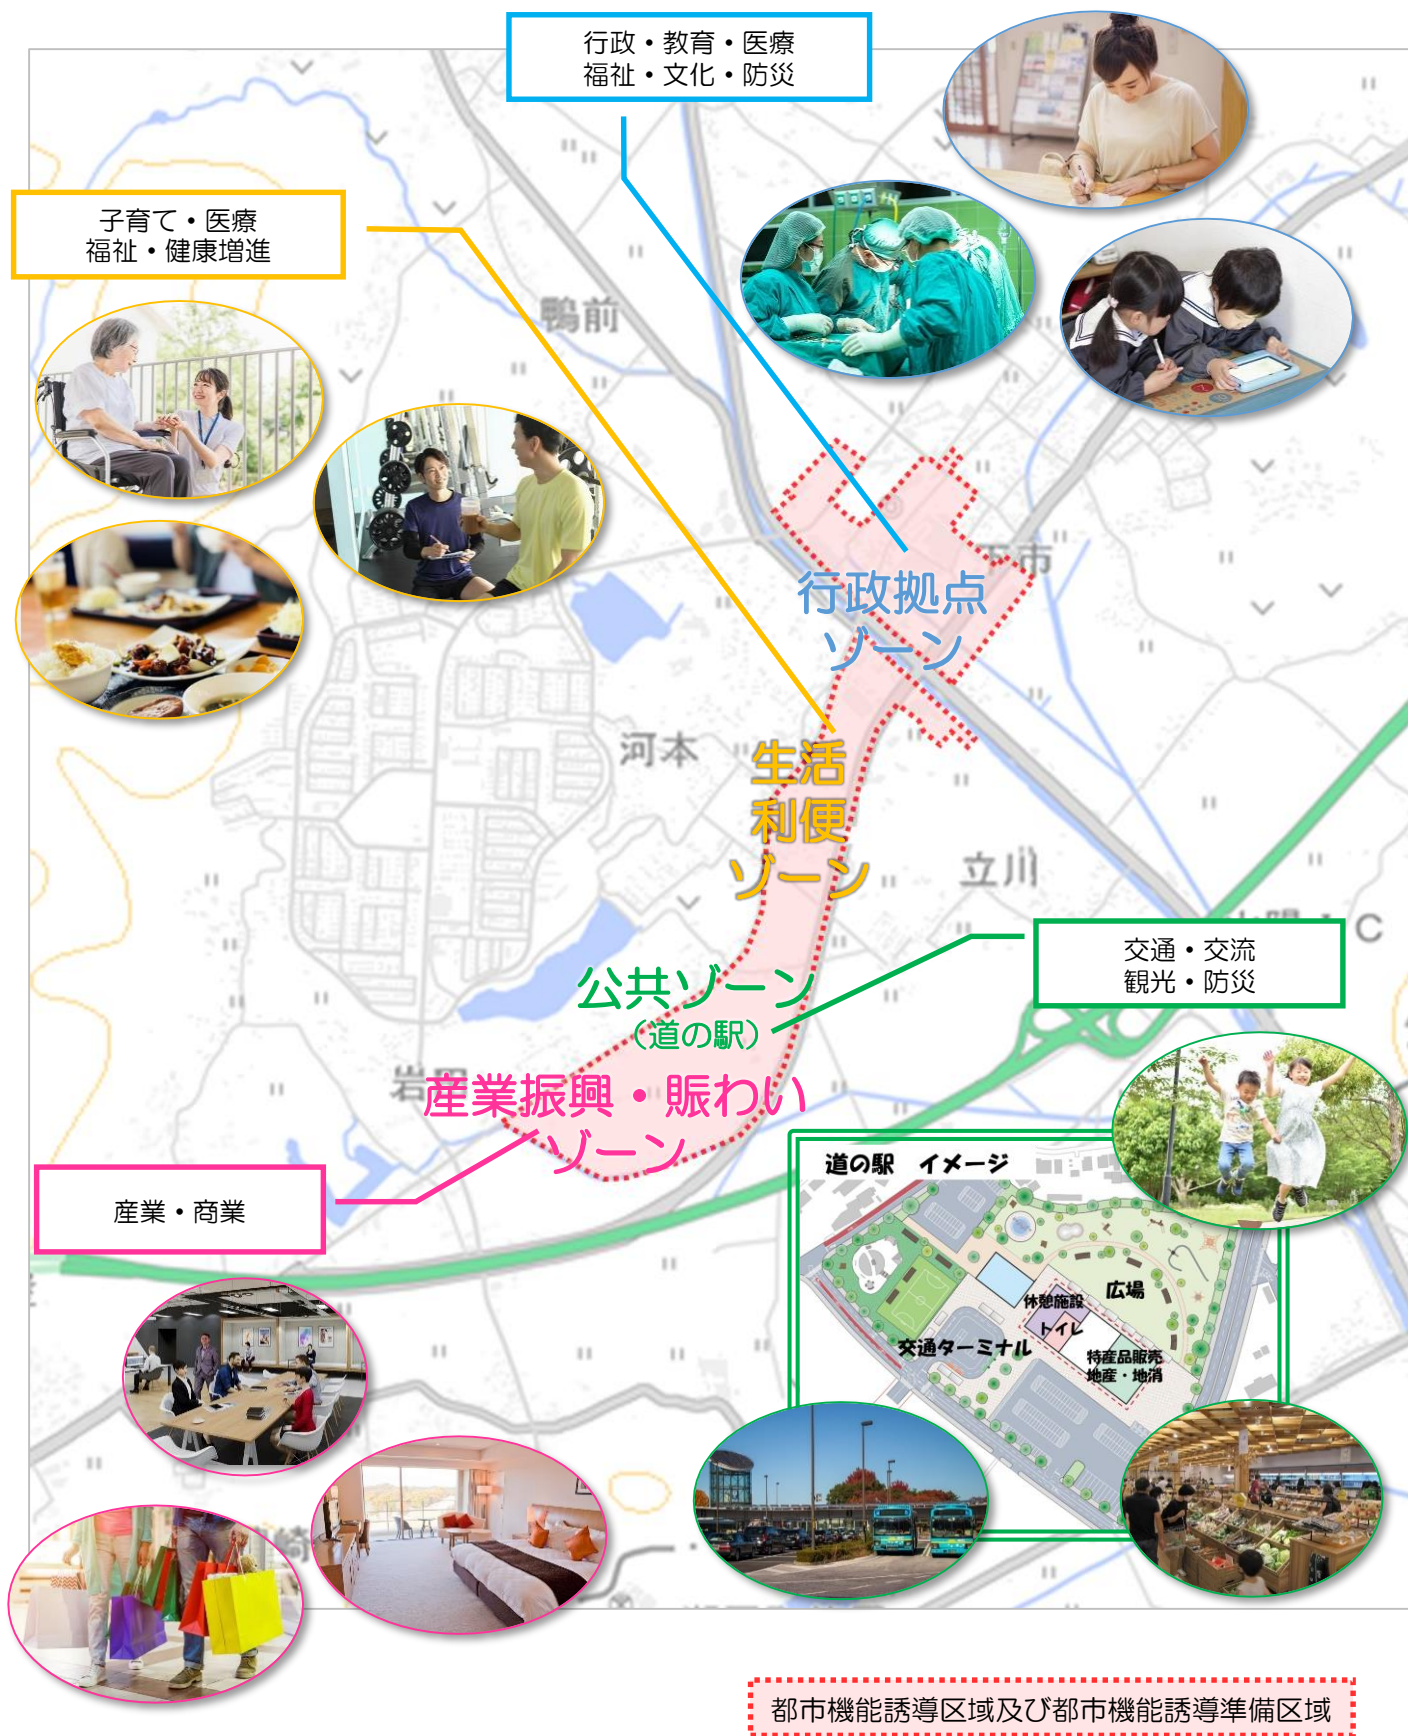 行政・教育・医療
福祉・文化・防災
子育て・医療
福祉・健康増進
鴨前
下市
行政拠点
ゾーン
河本
生活
利便
ゾーン
立川
交通・交流
観光・防災
公共ゾーン
（道の駅）
産業振興・賑わい
ゾーン
産業・商業
道の駅 イメージ
広場
休憩施設
トイレ
交通ターミナル
特産品販売
地産・地消
都市機能誘導区域及び都市機能誘導準備区域